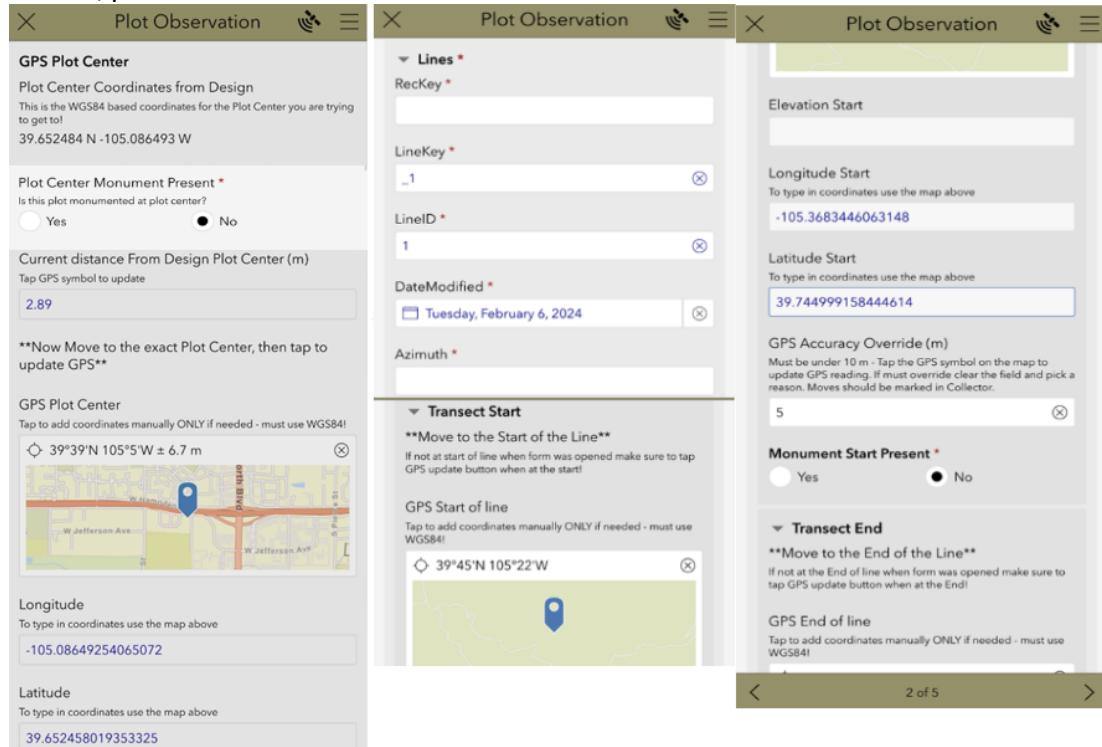 Plot Observation
GPS Plot Center
Plot Center Coordinates from Design
This is the WGS84 based coordinates for the Plot Center you are trying
to get to!
39.652484 N -105.086493 W
Plot Center Monument Present *
Is this plot monumented at plot center?
Yes No
Current distance From Design Plot Center (m)
Tap GPS symbol to update
2.89
**Now Move to the exact Plot Center, then tap to
update GPS**
GPS Plot Center
Tap to add coordinates manually ONLY if needed - must use WGS84!
39°39'N 105°5'W ± 6.7 m
W Jefferson Ave
W Jefferson Ave
Longitude
To type in coordinates use the map above
-105.08649254065072
Latitude
To type in coordinates use the map above
39.652458019353325
Plot Observation
Lines *
RecKey *
LineKey *
_1
LineID *
1
DateModified *
Tuesday, February 6, 2024
Azimuth *
Transect Start
**Move to the Start of the Line**
If not at start of line when form was opened make sure to tap
GPS update button when at the start!
GPS Start of line
Tap to add coordinates manually ONLY if needed - must use
WGS84!
39°45'N 105°22'W
Plot Observation
Elevation Start
Longitude Start
To type in coordinates use the map above
-105.3683446063148
Latitude Start
To type in coordinates use the map above
39.744999158444614
GPS Accuracy Override (m)
Must be under 10 m - Tap the GPS symbol on the map to
update GPS reading. If must override clear the field and pick a
reason. Moves should be marked in Collector.
5
Monument Start Present *
Yes No
Transect End
**Move to the End of the Line**
If not at the End of line when form was opened make sure to
tap GPS update button when at the End!
GPS End of line
Tap to add coordinates manually ONLY if needed - must use
WGS84!
2 of 5